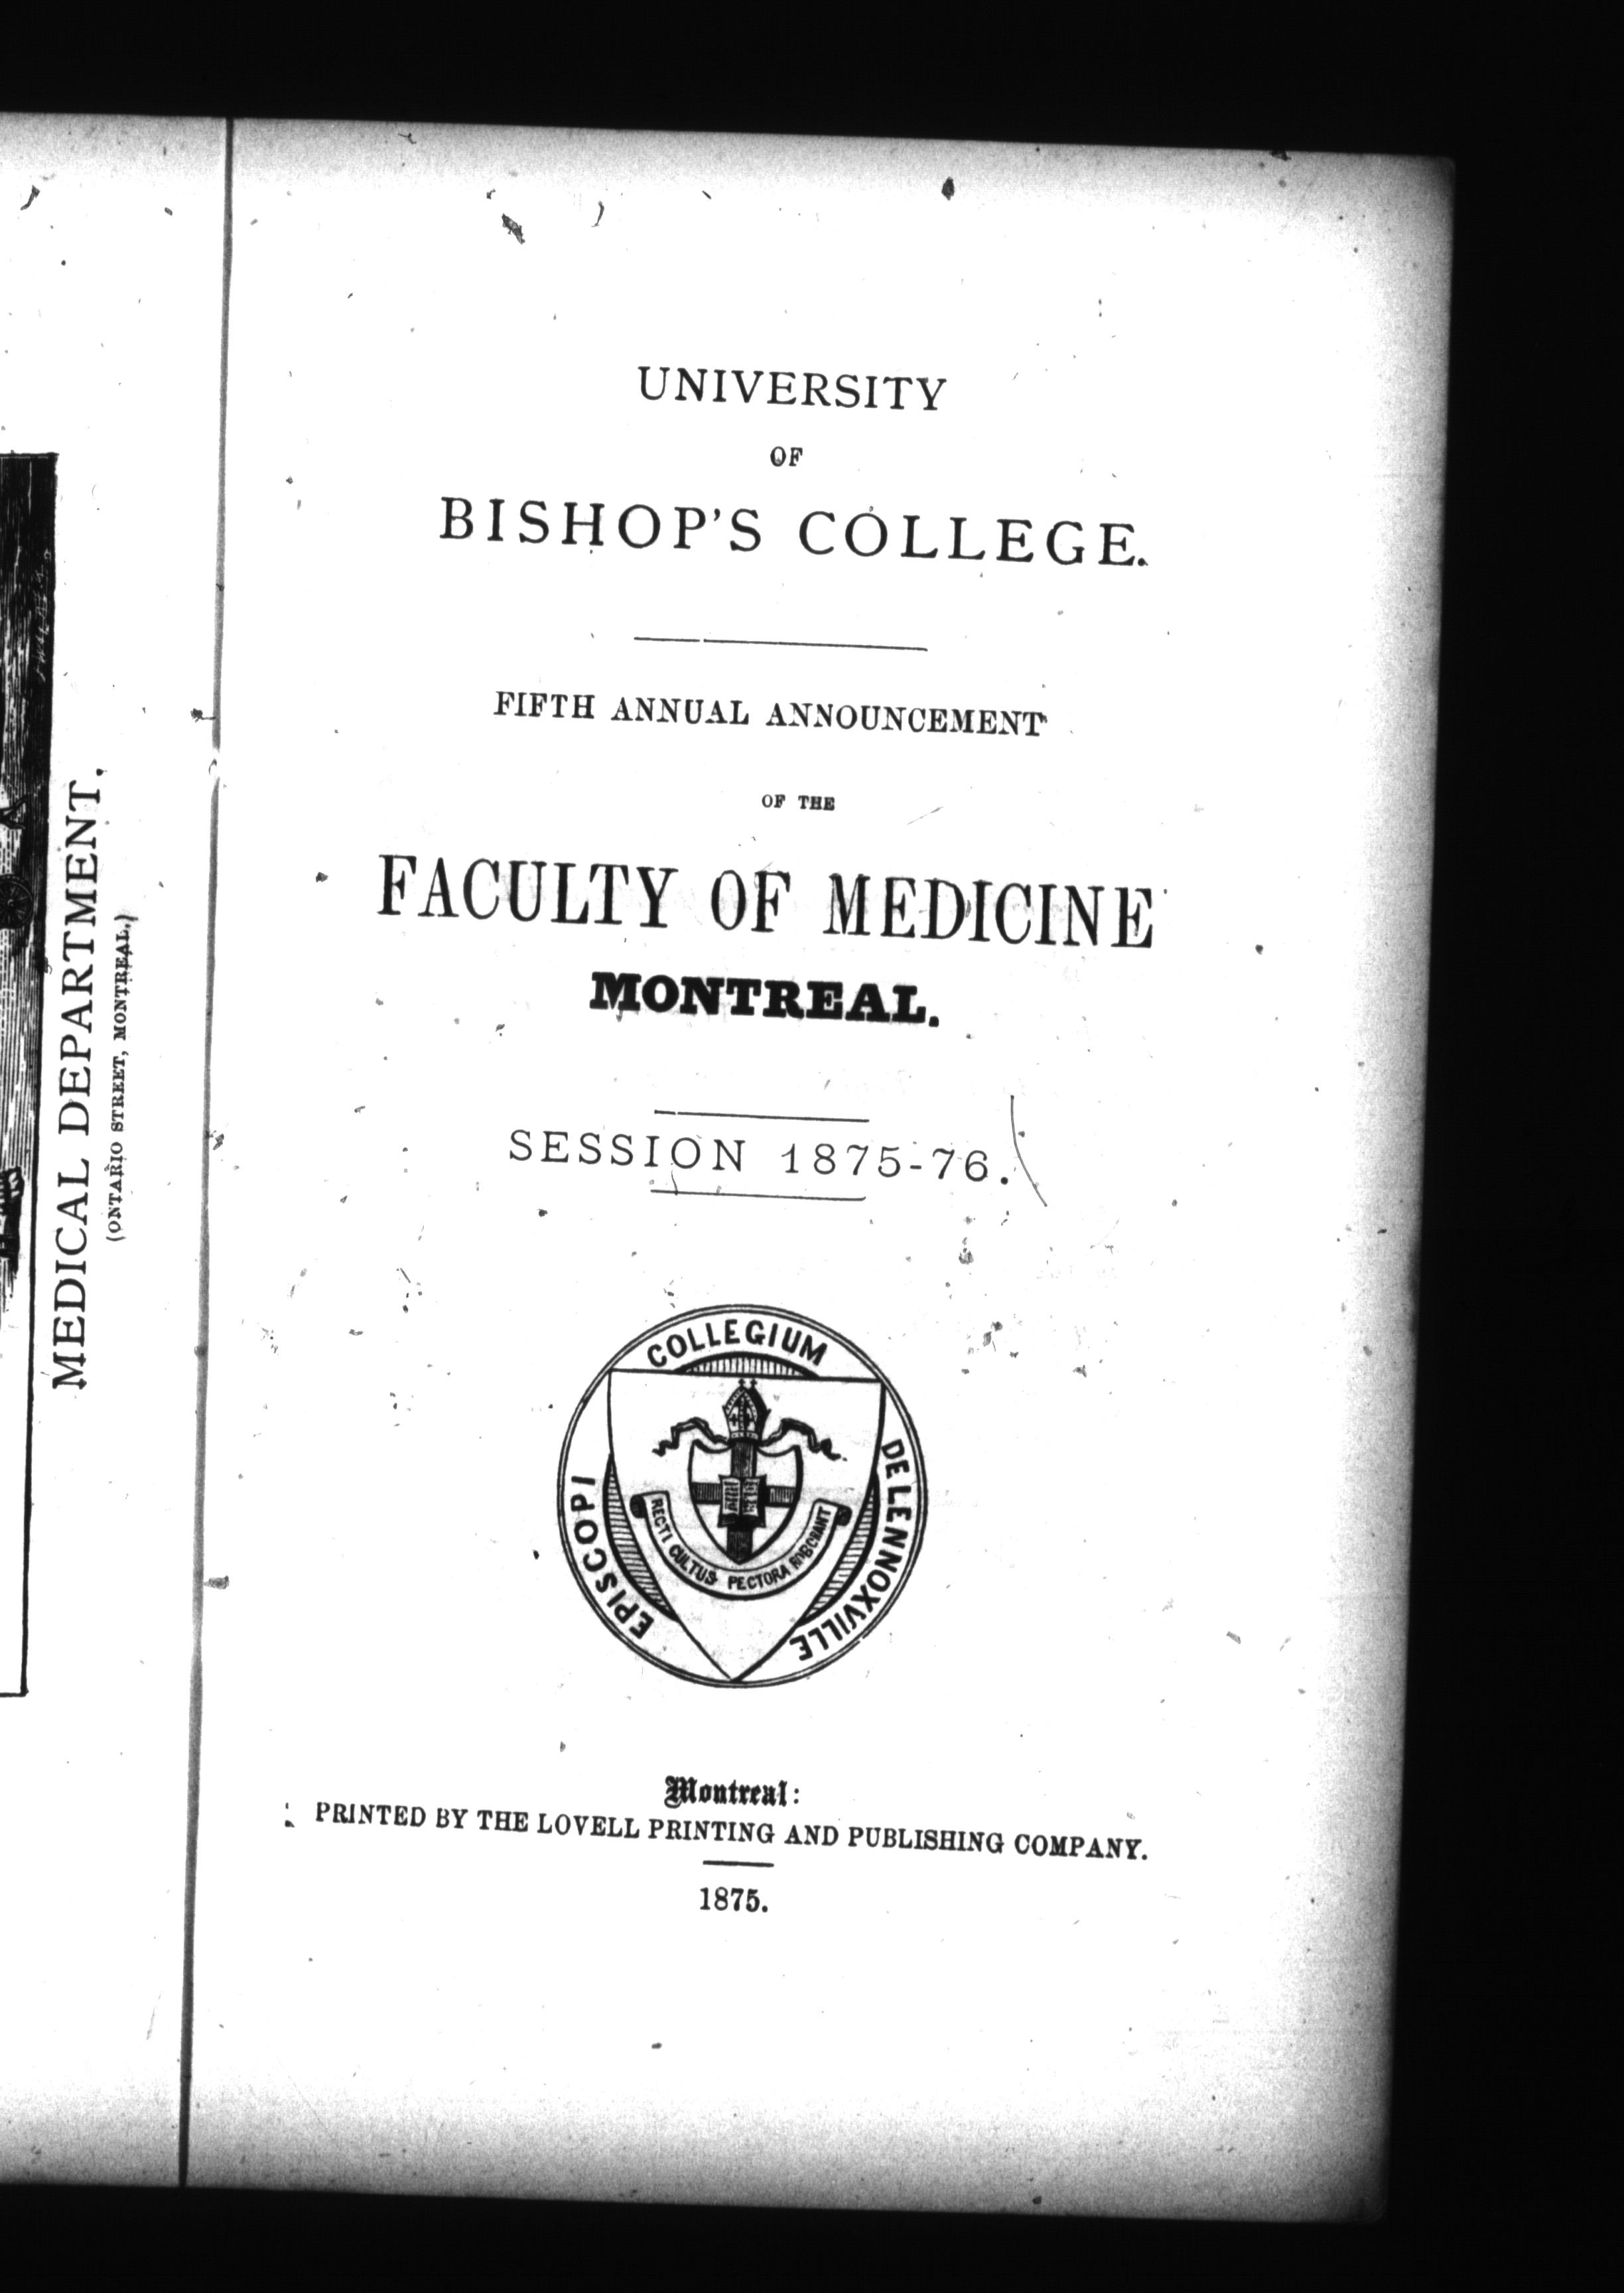 MEDICAL DEPARTMENT,
(ONTARIO STREET, MONTREAL,)
UNIVERSITY
OF
BISHOP'S COLLEGE.
FIFTH ANNUAL ANNOUNCEMENT
OF THE
FACULTY OF MEDICINE
MONTREAL.
SESSION 1875-76.
COLLEGIUM
EPISCOPI
DE LENNOXVILLE
RECTI CULTUS PECTORA ROBORANT
Montreal:
PRINTED BY THE LOVELL PRINTING AND PUBLISHING COMPANY.
1875.